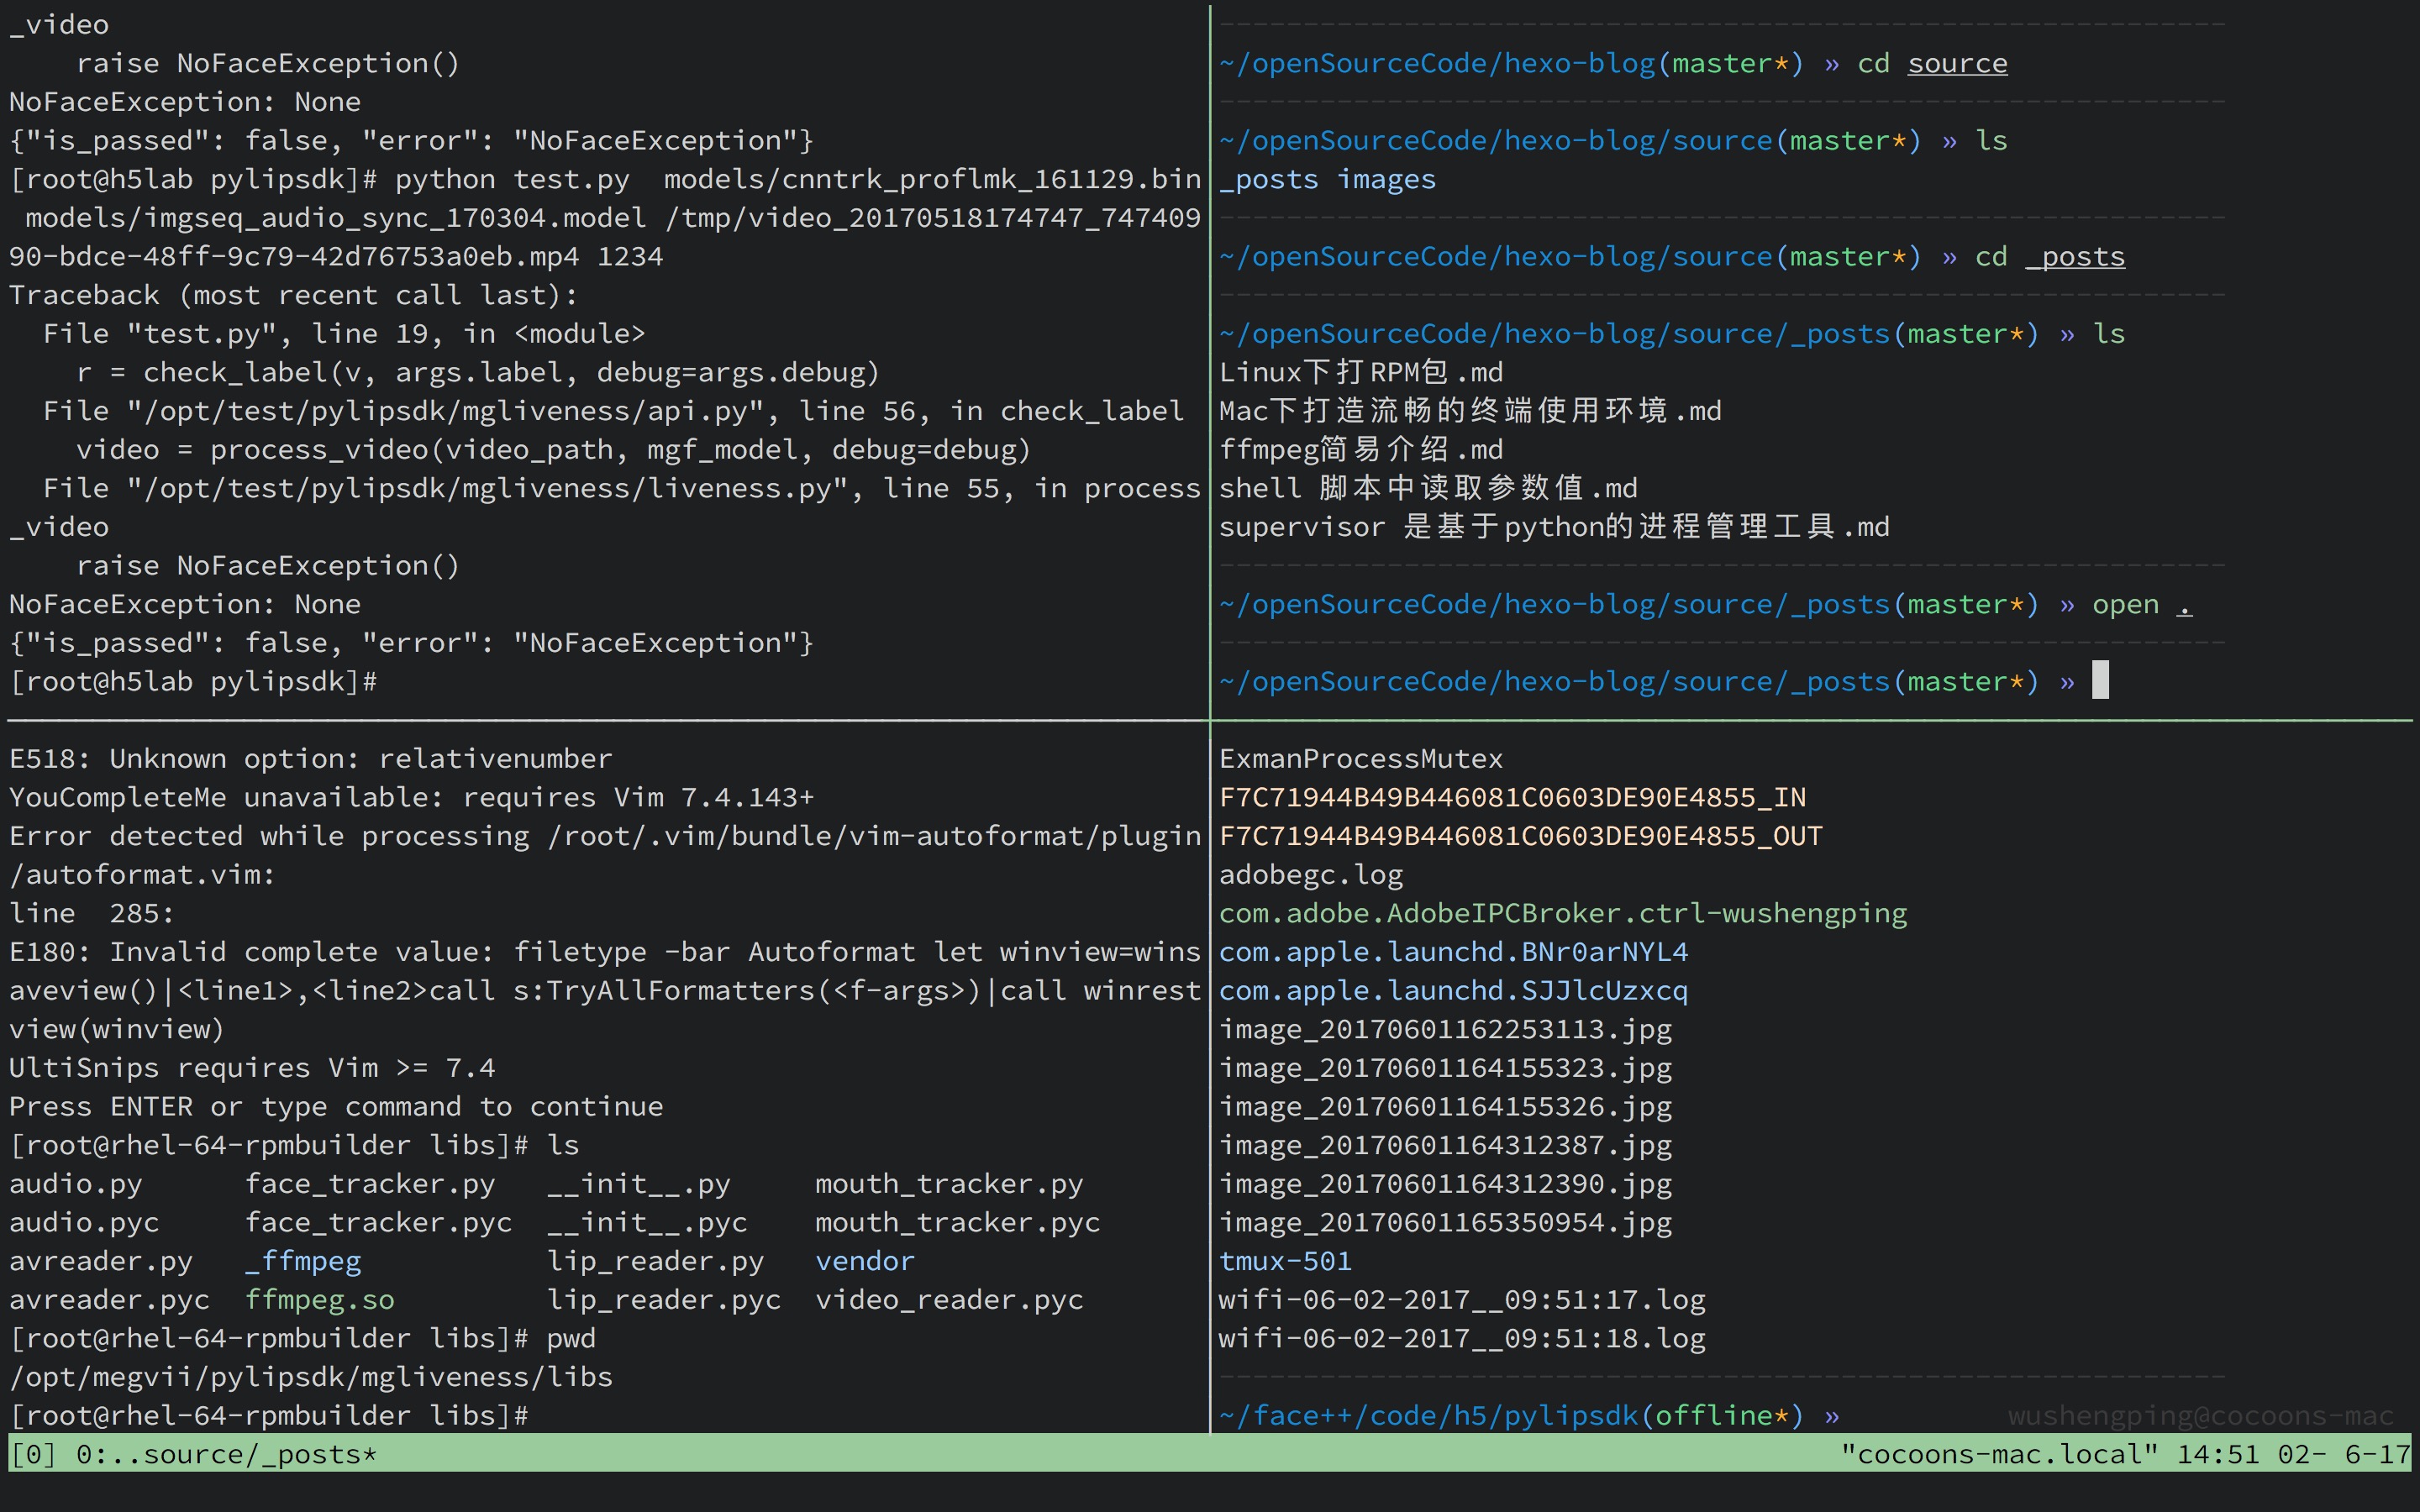 _video
    raise NoFaceException()
NoFaceException: None
{"is_passed": false, "error": "NoFaceException"}
[root@h5lab pylipsdk]# python test.py  models/cnntrk_proflmk_161129.bin
 models/imgseq_audio_sync_170304.model /tmp/video_20170518174747_747409
90-bdce-48ff-9c79-42d76753a0eb.mp4 1234
Traceback (most recent call last):
  File "test.py", line 19, in <module>
    r = check_label(v, args.label, debug=args.debug)
  File "/opt/test/pylipsdk/mgliveness/api.py", line 56, in check_label
    video = process_video(video_path, mgf_model, debug=debug)
  File "/opt/test/pylipsdk/mgliveness/liveness.py", line 55, in process
_video
    raise NoFaceException()
NoFaceException: None
{"is_passed": false, "error": "NoFaceException"}
[root@h5lab pylipsdk]#
~/openSourceCode/hexo-blog(master*) » cd source
~/openSourceCode/hexo-blog/source(master*) » ls
_posts images
~/openSourceCode/hexo-blog/source(master*) » cd _posts
~/openSourceCode/hexo-blog/source/_posts(master*) » ls
Linux下打RPM包.md
Mac下打造流畅的终端使用环境.md
ffmpeg简易介绍.md
shell 脚本中读取参数值.md
supervisor 是基于python的进程管理工具.md
~/openSourceCode/hexo-blog/source/_posts(master*) » open .
~/openSourceCode/hexo-blog/source/_posts(master*) »
E518: Unknown option: relativenumber
YouCompleteMe unavailable: requires Vim 7.4.143+
Error detected while processing /root/.vim/bundle/vim-autoformat/plugin
/autoformat.vim:
line  285:
E180: Invalid complete value: filetype -bar Autoformat let winview=wins
aveview()|<line1>,<line2>call s:TryAllFormatters(<f-args>)|call winrest
view(winview)
UltiSnips requires Vim >= 7.4
Press ENTER or type command to continue
[root@rhel-64-rpmbuilder libs]# ls
audio.py      face_tracker.py   __init__.py     mouth_tracker.py
audio.pyc     face_tracker.pyc  __init__.pyc    mouth_tracker.pyc
avreader.py   _ffmpeg           lip_reader.py   vendor
avreader.pyc  ffmpeg.so         lip_reader.pyc  video_reader.pyc
[root@rhel-64-rpmbuilder libs]# pwd
/opt/megvii/pylipsdk/mgliveness/libs
[root@rhel-64-rpmbuilder libs]#
ExmanProcessMutex
F7C71944B49B446081C0603DE90E4855_IN
F7C71944B49B446081C0603DE90E4855_OUT
adobegc.log
com.adobe.AdobeIPCBroker.ctrl-wushengping
com.apple.launchd.BNr0arNYL4
com.apple.launchd.SJJlcUzxcq
image_20170601162253113.jpg
image_20170601164155323.jpg
image_20170601164155326.jpg
image_20170601164312387.jpg
image_20170601164312390.jpg
image_20170601165350954.jpg
tmux-501
wifi-06-02-2017__09:51:17.log
wifi-06-02-2017__09:51:18.log
~/face++/code/h5/pylipsdk(offline*) »          wushengping@cocoons-mac
[0] 0:..source/_posts*          "cocoons-mac.local" 14:51 02- 6-17